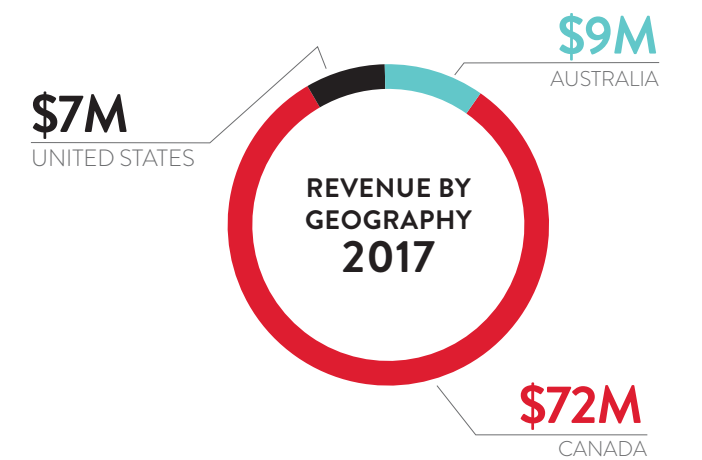 $9M
AUSTRALIA
$7M
UNITED STATES
REVENUE BY
GEOGRAPHY
2017
$72M
CANADA